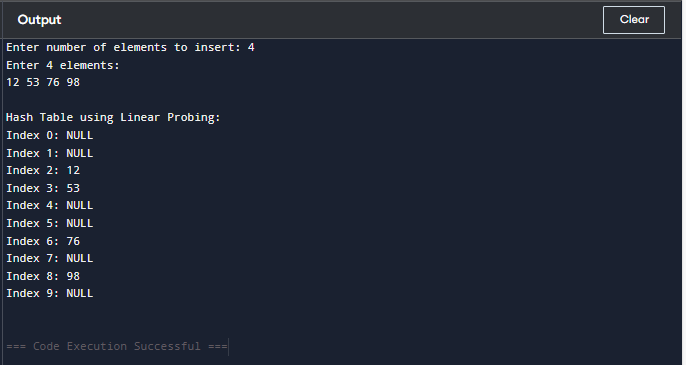 Output
Clear
Enter number of elements to insert: 4
Enter 4 elements:
12 53 76 98
Hash Table using Linear Probing:
Index 0: NULL
Index 1: NULL
Index 2: 12
Index 3: 53
Index 4: NULL
Index 5: NULL
Index 6: 76
Index 7: NULL
Index 8: 98
Index 9: NULL
=== Code Execution Successful ===